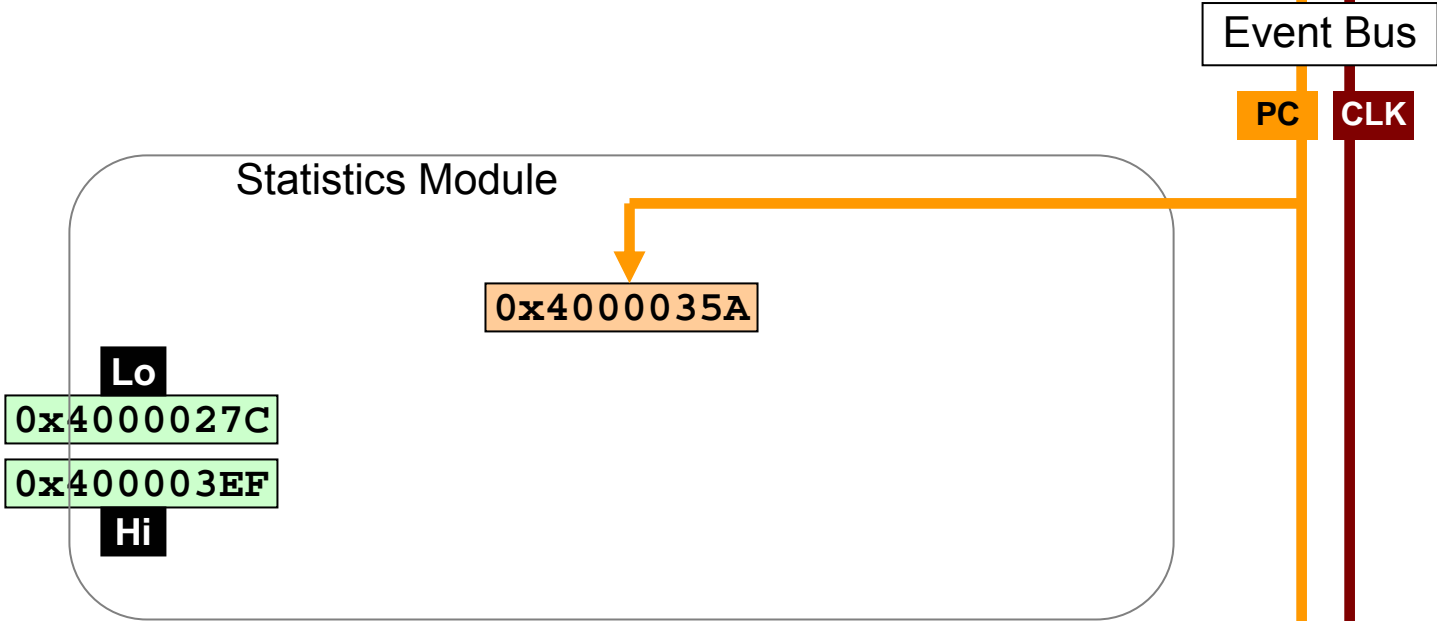 Event Bus
PC CLK
Statistics Module
0x4000035A
Lo
0x4000027C
0x400003EF
Hi